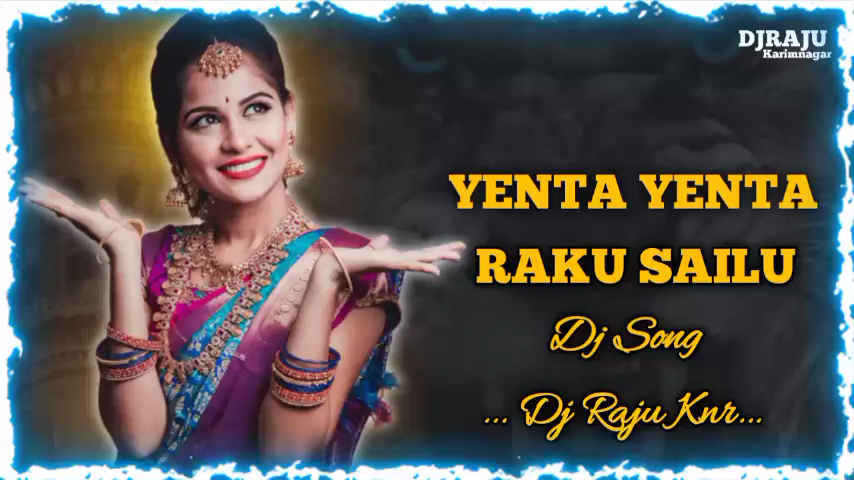 DJRAJU
Karimnagar
YENTA YENTA
RAKU SAILU
Dj Song
... Dj Raju Knr...